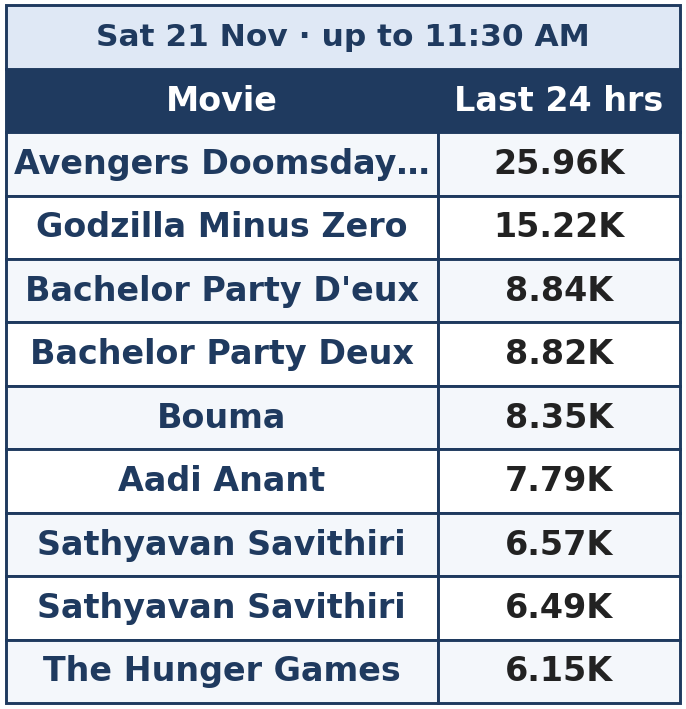 Sat 21 Nov · up to 11:30 AM
Movie Last 24 hrs
Avengers Doomsday... 25.96K
Godzilla Minus Zero 15.22K
Bachelor Party D'eux 8.84K
Bachelor Party Deux 8.82K
Bouma 8.35K
Aadi Anant 7.79K
Sathyavan Savithiri 6.57K
Sathyavan Savithiri 6.49K
The Hunger Games 6.15K